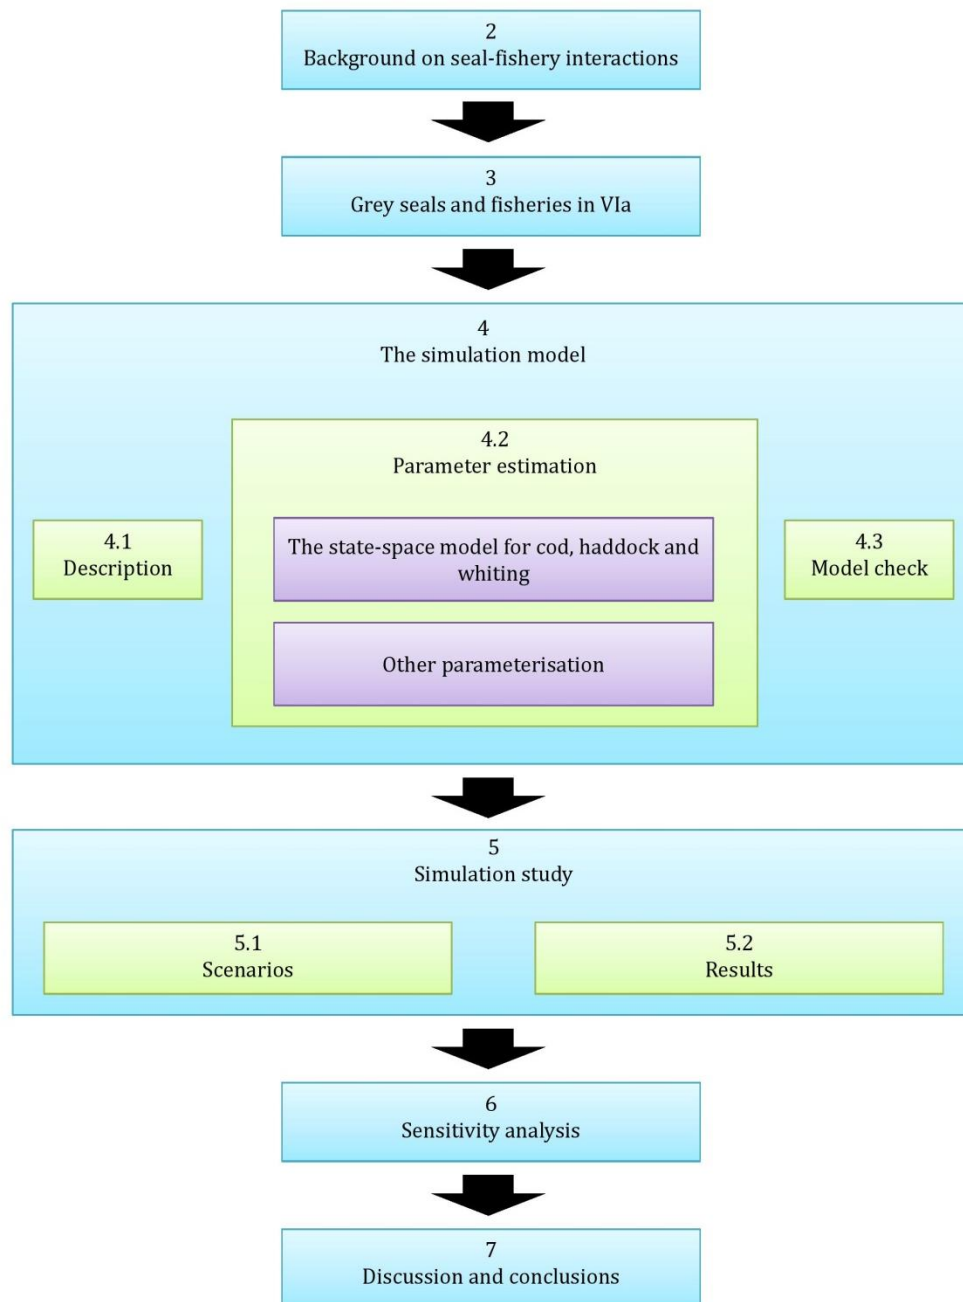 2
Background on seal-fishery interactions
3
Grey seals and fisheries in VIa
4
The simulation model
4.2
Parameter estimation
4.1
Description
The state-space model for cod, haddock and
whiting
Other parameterisation
4.3
Model check
5
Simulation study
5.1
Scenarios
5.2
Results
6
Sensitivity analysis
7
Discussion and conclusions